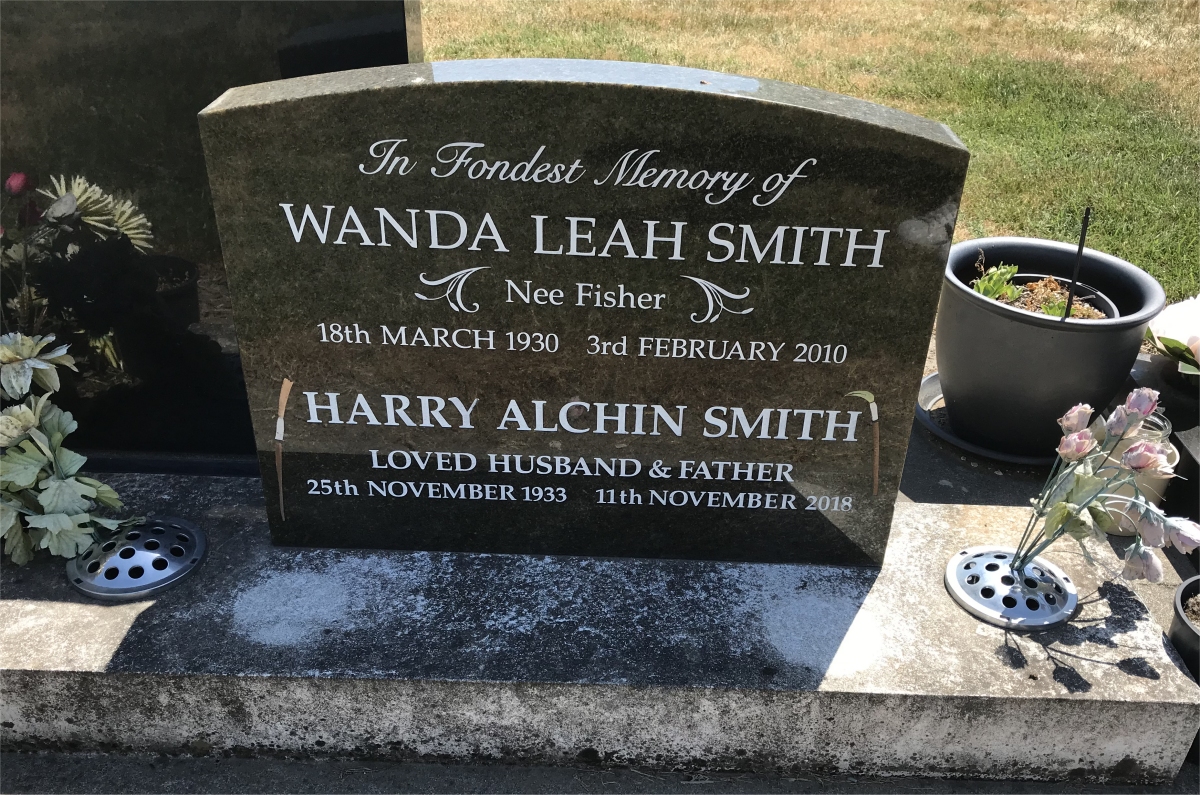 In Fondest Memory of
WANDA LEAH SMITH
Nee Fisher
18th MARCH 1930 3rd FEBRUARY 2010
HARRY ALCHIN SMITH
LOVED HUSBAND & FATHER
25th NOVEMBER 1933 11th NOVEMBER 2018